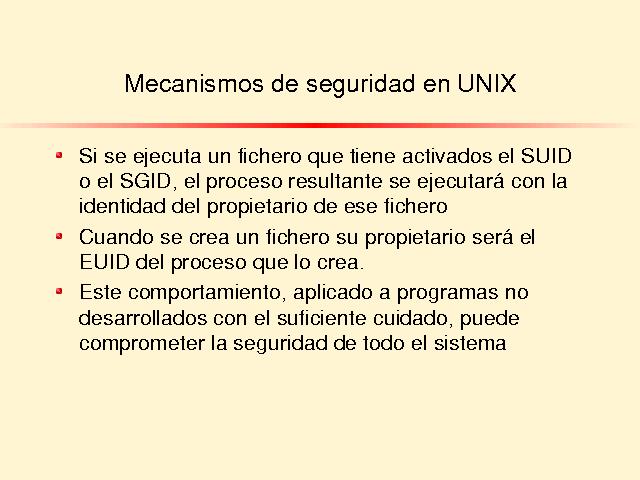 Mecanismos de seguridad en UNIX
Si se ejecuta un fichero que tiene activados el SUID
o el SGID, el proceso resultante se ejecutará con la
identidad del propietario de ese fichero
Cuando se crea un fichero su propietario será el
EUID del proceso que lo crea.
Este comportamiento, aplicado a programas no
desarrollados con el suficiente cuidado, puede
comprometer la seguridad de todo el sistema